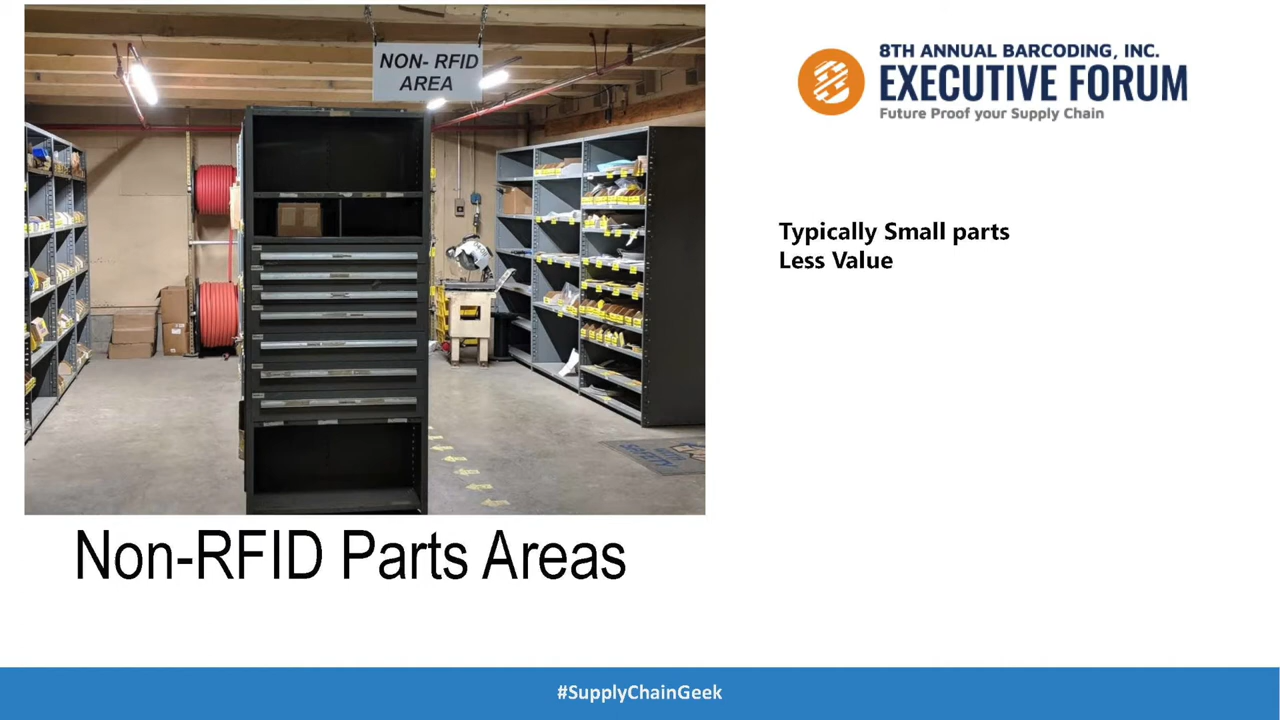 NON- RFID
AREA
8TH ANNUAL BARCODING, INC.
EXECUTIVE FORUM
Future Proof your Supply Chain
Typically Small parts
Less Value
SAFETY
Non-RFID Parts Areas
#SupplyChainGeek